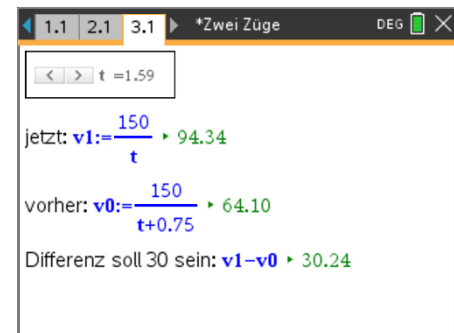 1.1 2.1 3.1 *Zwei Züge DEG
t =1.59
jetzt: v1:=150/t ▸ 94.34
vorher: v0:=150/t+0.75 ▸ 64.10
Differenz soll 30 sein: v1−v0 ▸ 30.24